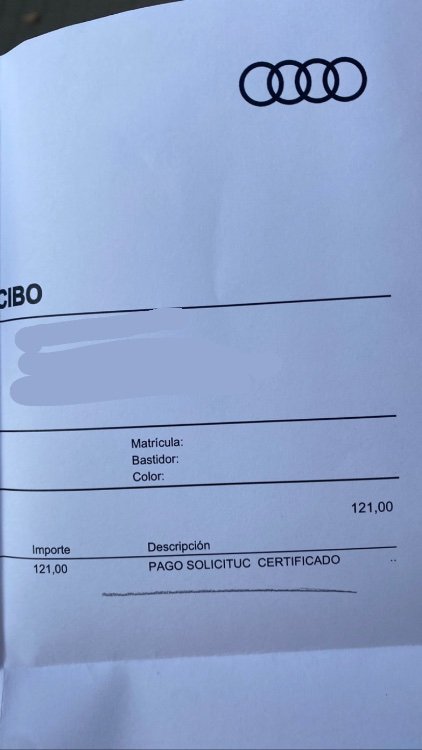 CIBO
Matrícula:
Bastidor:
Color:
121,00
Importe Descripción
121,00 PAGO SOLICITUC CERTIFICADO ..